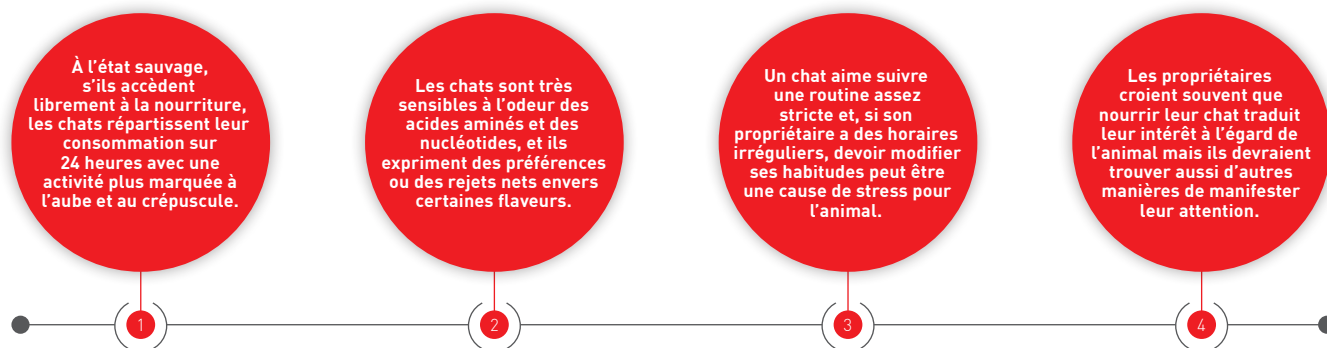 À l’état sauvage,
s’ils accèdent
librement à la nourriture,
les chats répartissent leur
consommation sur
24 heures avec une
activité plus marquée à
l’aube et au crépuscule.
Les chats sont très
sensibles à l’odeur des
acides aminés et des
nucléotides, et ils
expriment des préférences
ou des rejets nets envers
certaines flaveurs.
Un chat aime suivre
une routine assez
stricte et, si son
propriétaire a des horaires
irréguliers, devoir modifier
ses habitudes peut être
une cause de stress pour
l’animal.
Les propriétaires
croient souvent que
nourrir leur chat traduit
leur intérêt à l’égard de
l’animal mais ils devraient
trouver aussi d’autres
manières de manifester
leur attention.
1
2
3
4